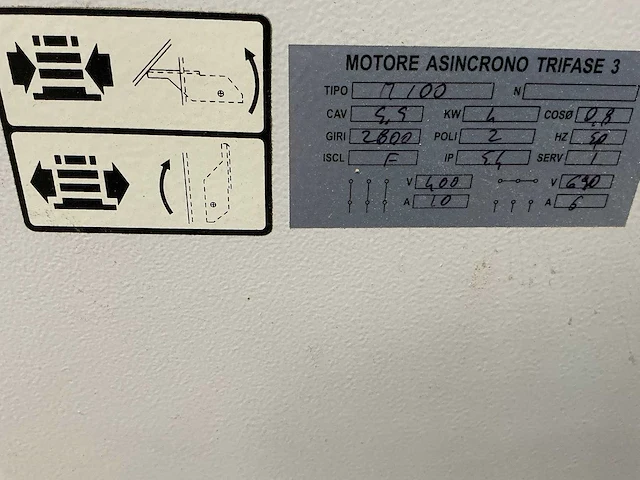 MOTORE ASINCRONO TRIFASE 3
TIPO M 100 N
CAV 5,5 KW 4 COSØ 0,8
GIRI 2800 POLI 2 HZ 50
ISCL F IP 54 SERV 1
V 400 V 690
A 10 A 6